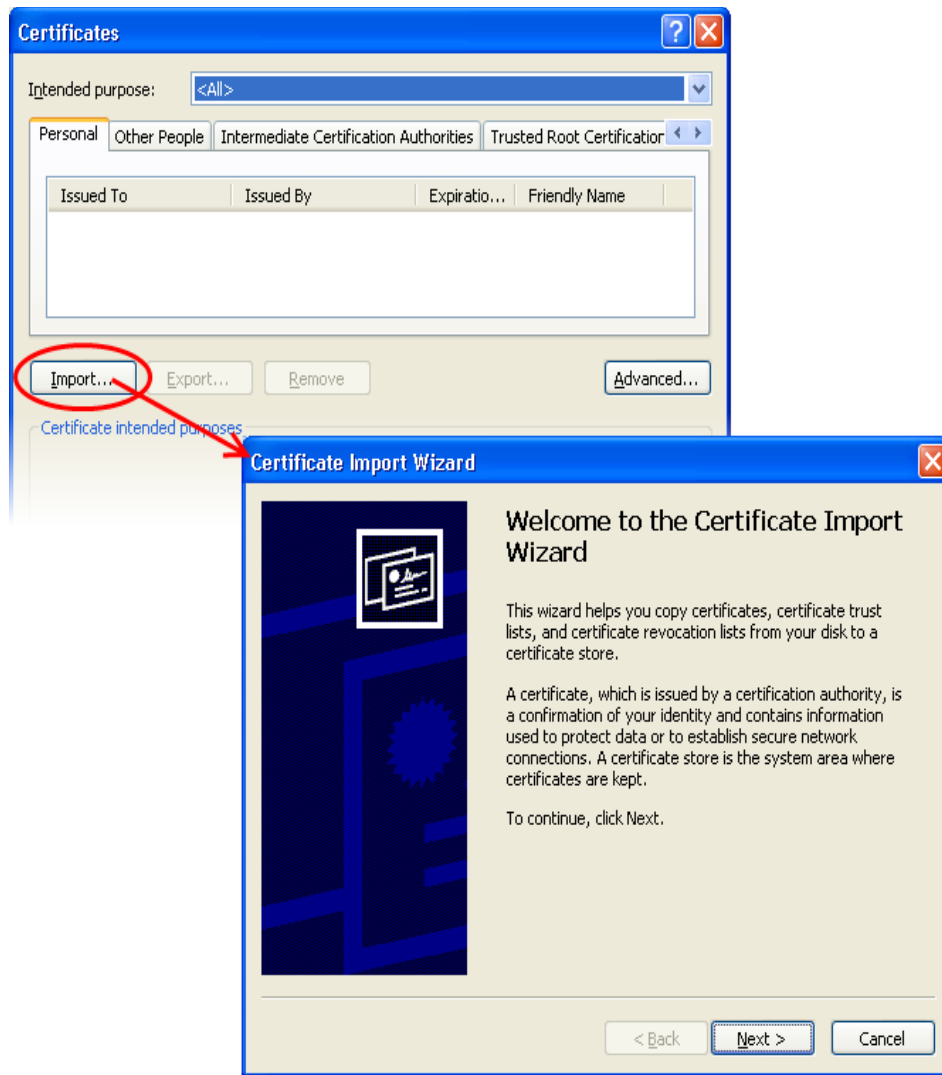 Certificates
Intended purpose: <All>
Personal Other People Intermediate Certification Authorities Trusted Root Certification
Issued To Issued By Expiratio... Friendly Name
Import... Export... Remove Advanced...
Certificate intended purposes
Certificate Import Wizard
Welcome to the Certificate Import
Wizard
This wizard helps you copy certificates, certificate trust
lists, and certificate revocation lists from your disk to a
certificate store.
A certificate, which is issued by a certification authority, is
a confirmation of your identity and contains information
used to protect data or to establish secure network
connections. A certificate store is the system area where
certificates are kept.
To continue, click Next.
< Back Next > Cancel